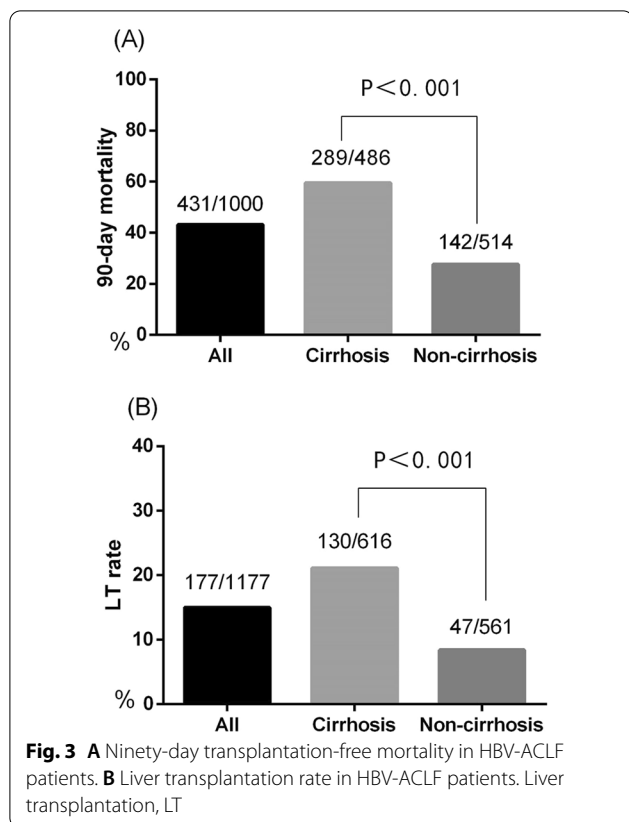 (A)
100
80
60
40
20
0
%
90-day mortality
P<0.001
431/1000
289/486
142/514
All Cirrhosis Non-cirrhosis
(B)
40
30
20
10
0
%
LT rate
P<0.001
177/1177
130/616
47/561
All Cirrhosis Non-cirrhosis
Fig. 3 A Ninety-day transplantation-free mortality in HBV-ACLF
patients. B Liver transplantation rate in HBV-ACLF patients. Liver
transplantation, LT